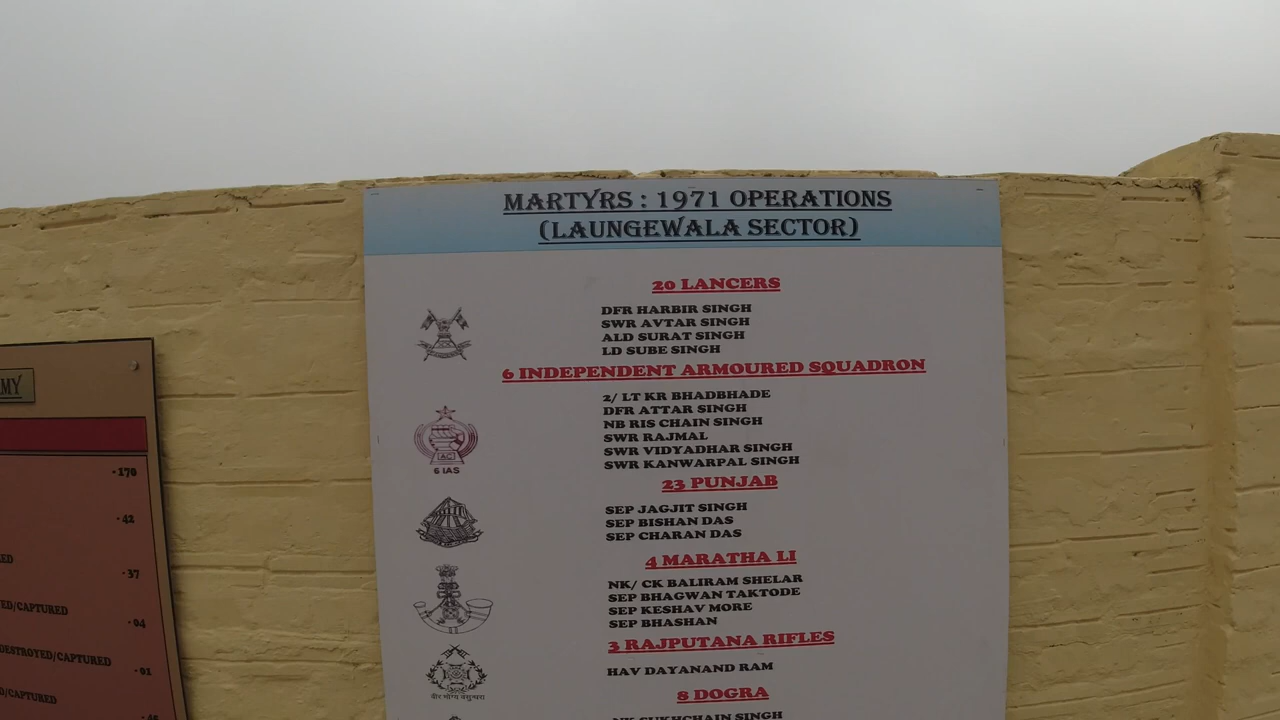 MARTYRS : 1971 OPERATIONS
(LAUNGEWALA SECTOR)
20 LANCERS
DFR HARBIR SINGH
SWR AVTAR SINGH
ALD SURAT SINGH
LD SUBE SINGH
6 INDEPENDENT ARMOURED SQUADRON
2/ LT KR BHADBHADE
DFR ATTAR SINGH
NB RIS CHAIN SINGH
SWR RAJMAL
SWR VIDYADHAR SINGH
SWR KANWARPAL SINGH
AC
6 IAS
23 PUNJAB
SEP JAGJIT SINGH
SEP BISHAN DAS
SEP CHARAN DAS
4 MARATHA LI
NK/ CK BALIRAM SHELAR
SEP BHAGWAN TAKTODE
SEP KESHAV MORE
SEP BHASHAN
3 RAJPUTANA RIFLES
HAV DAYANAND RAM
वीर भोग्य वसुन्धरा
8 DOGRA
NK SUKHCHAIN SINGH
MY
- 170
- 42
ED
- 37
ED/CAPTURED
- 04
DESTROYED/CAPTURED
- 01
D/CAPTURED